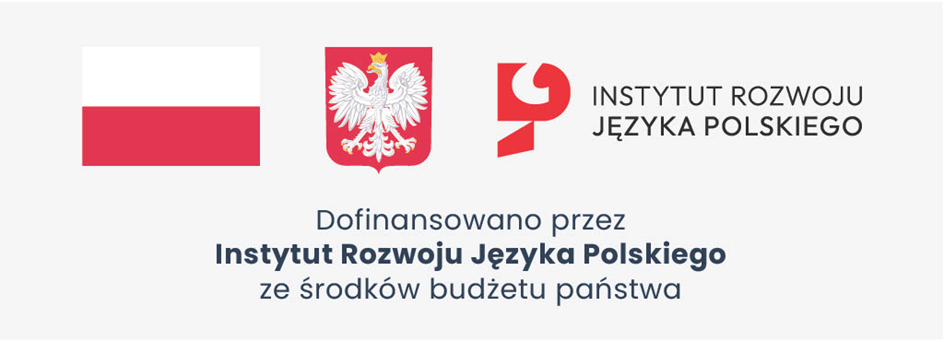 INSTYTUT ROZWOJU
JĘZYKA POLSKIEGO
Dofinansowano przez
Instytut Rozwoju Języka Polskiego
ze środków budżetu państwa